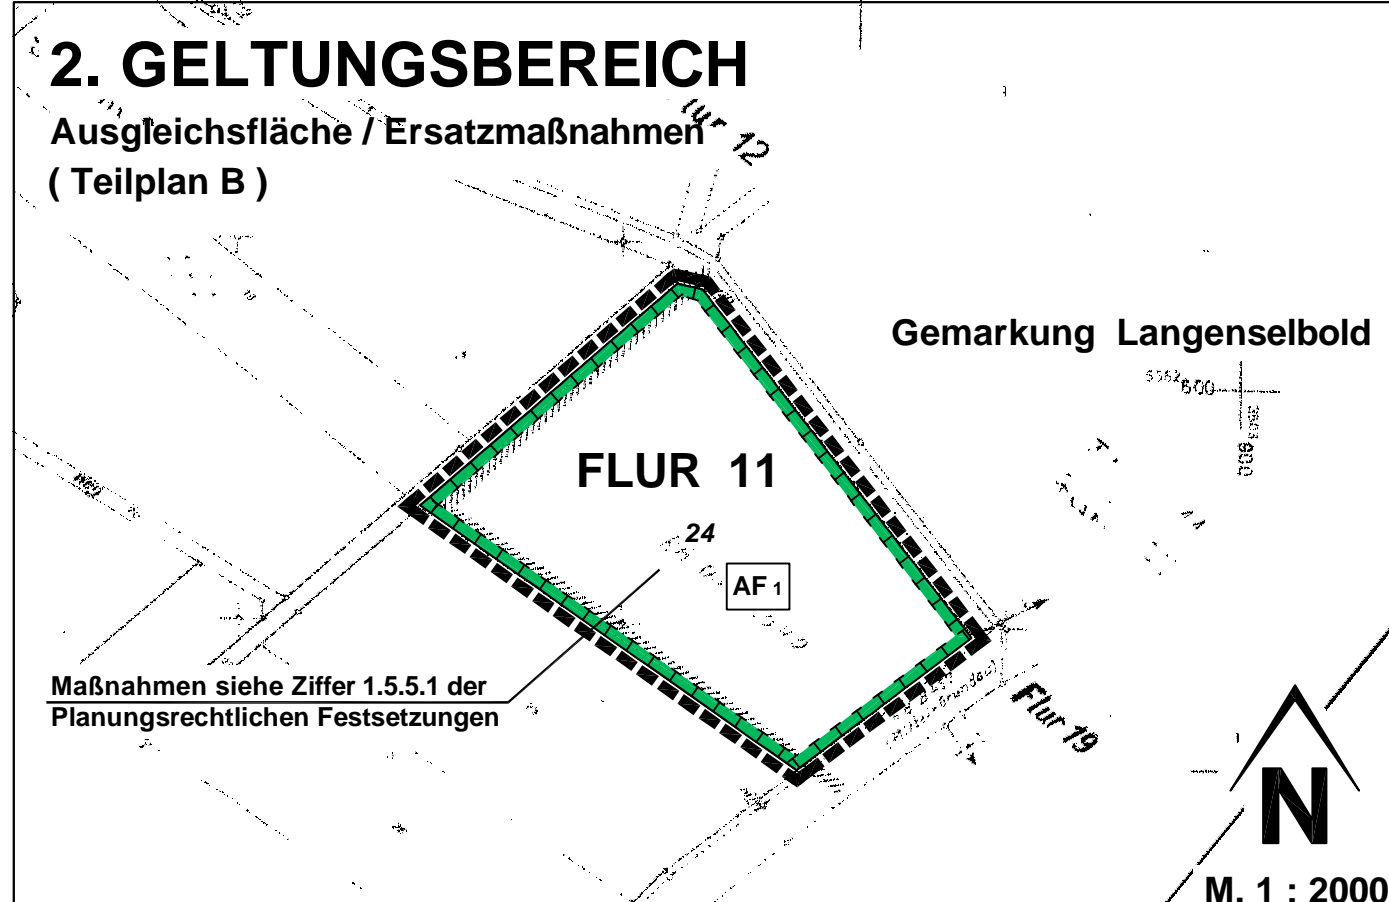 2. GELTUNGSBEREICH
Ausgleichsfläche / Ersatzmaßnahmen
( Teilplan B )
12
Gemarkung Langenselbold
5562600
FLUR 11
24
AF 1
Maßnahmen siehe Ziffer 1.5.5.1 der
Planungsrechtlichen Festsetzungen
Flur 19
N
M. 1 : 2000